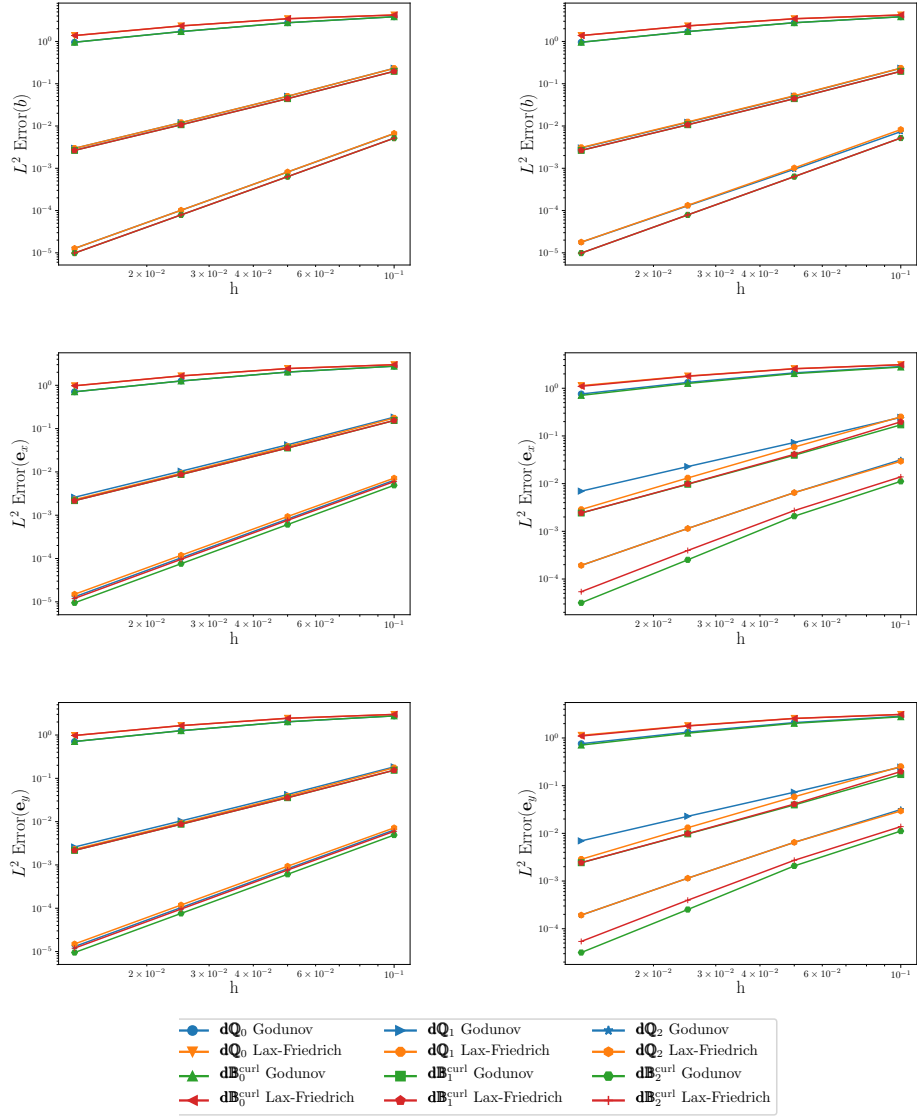 10⁰
10⁻¹
10⁻²
10⁻³
10⁻⁴
10⁻⁵
L² Error(b)
2 × 10⁻² 3 × 10⁻² 4 × 10⁻² 6 × 10⁻² 10⁻¹
h
10⁰
10⁻¹
10⁻²
10⁻³
10⁻⁴
10⁻⁵
L² Error(b)
2 × 10⁻² 3 × 10⁻² 4 × 10⁻² 6 × 10⁻² 10⁻¹
h
10⁰
10⁻¹
10⁻²
10⁻³
10⁻⁴
10⁻⁵
L² Error(𝐞ₓ)
2 × 10⁻² 3 × 10⁻² 4 × 10⁻² 6 × 10⁻² 10⁻¹
h
10⁰
10⁻¹
10⁻²
10⁻³
10⁻⁴
L² Error(𝐞ₓ)
2 × 10⁻² 3 × 10⁻² 4 × 10⁻² 6 × 10⁻² 10⁻¹
h
10⁰
10⁻¹
10⁻²
10⁻³
10⁻⁴
10⁻⁵
L² Error(𝐞_y)
2 × 10⁻² 3 × 10⁻² 4 × 10⁻² 6 × 10⁻² 10⁻¹
h
10⁰
10⁻¹
10⁻²
10⁻³
10⁻⁴
L² Error(𝐞_y)
2 × 10⁻² 3 × 10⁻² 4 × 10⁻² 6 × 10⁻² 10⁻¹
h
𝐝ℚ₀ Godunov 𝐝ℚ₁ Godunov 𝐝ℚ₂ Godunov
𝐝ℚ₀ Lax-Friedrich 𝐝ℚ₁ Lax-Friedrich 𝐝ℚ₂ Lax-Friedrich
𝐝𝔹₀^curl Godunov 𝐝𝔹₁^curl Godunov 𝐝𝔹₂^curl Godunov
𝐝𝔹₀^curl Lax-Friedrich 𝐝𝔹₁^curl Lax-Friedrich 𝐝𝔹₂^curl Lax-Friedrich